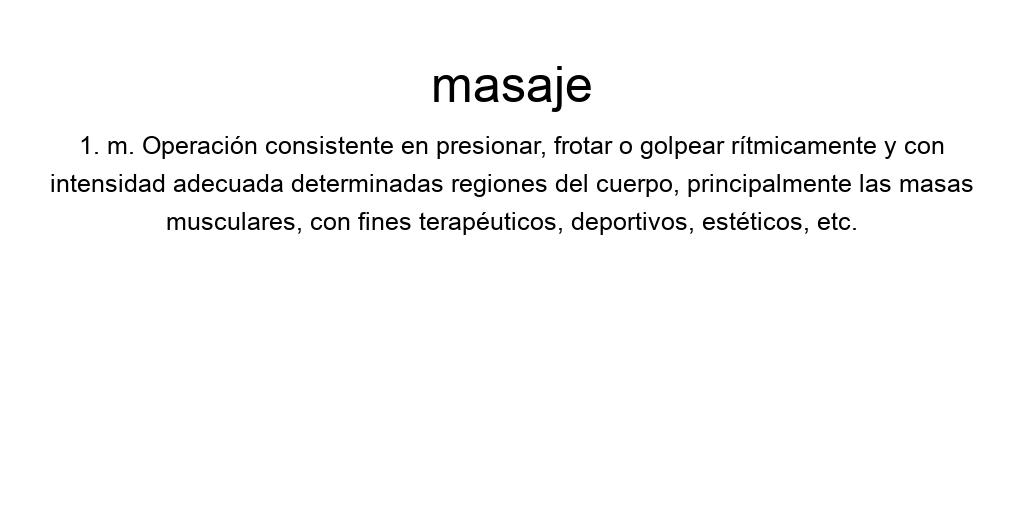 masaje
1. m. Operación consistente en presionar, frotar o golpear rítmicamente y con
intensidad adecuada determinadas regiones del cuerpo, principalmente las masas
musculares, con fines terapéuticos, deportivos, estéticos, etc.